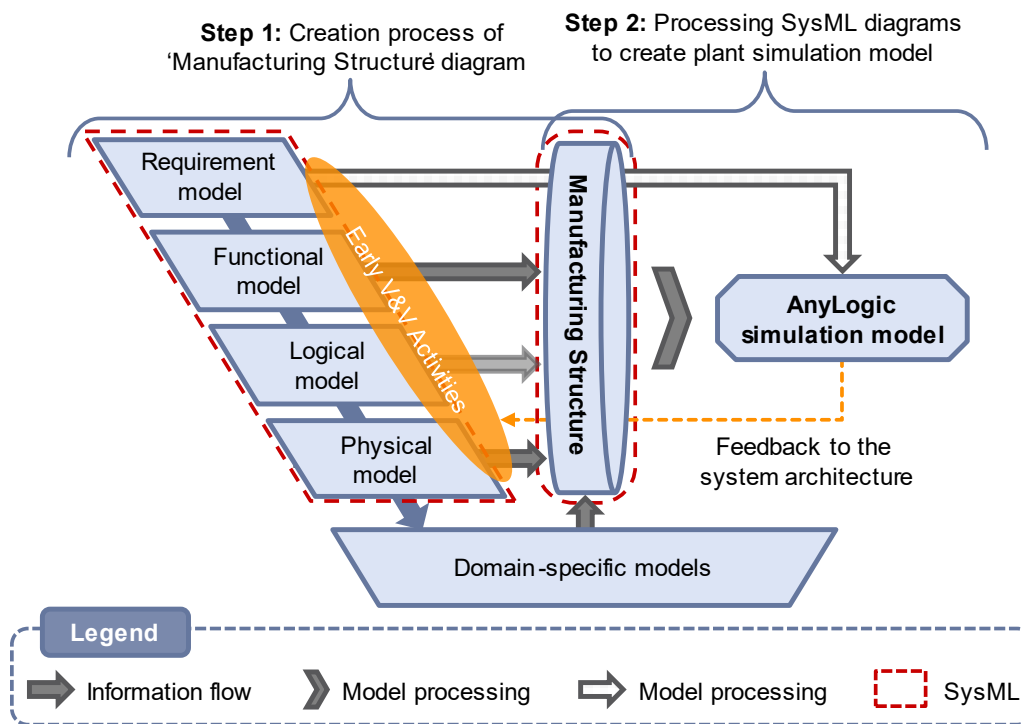 Step 1: Creation process of
‘Manufacturing Structure’ diagram
Step 2: Processing SysML diagrams
to create plant simulation model
Requirement
model
Functional
model
Logical
model
Physical
model
Early V&V Activities
Manufacturing Structure
AnyLogic
simulation model
Feedback to the
system architecture
Domain-specific models
Legend
Information flow
Model processing
Model processing
SysML